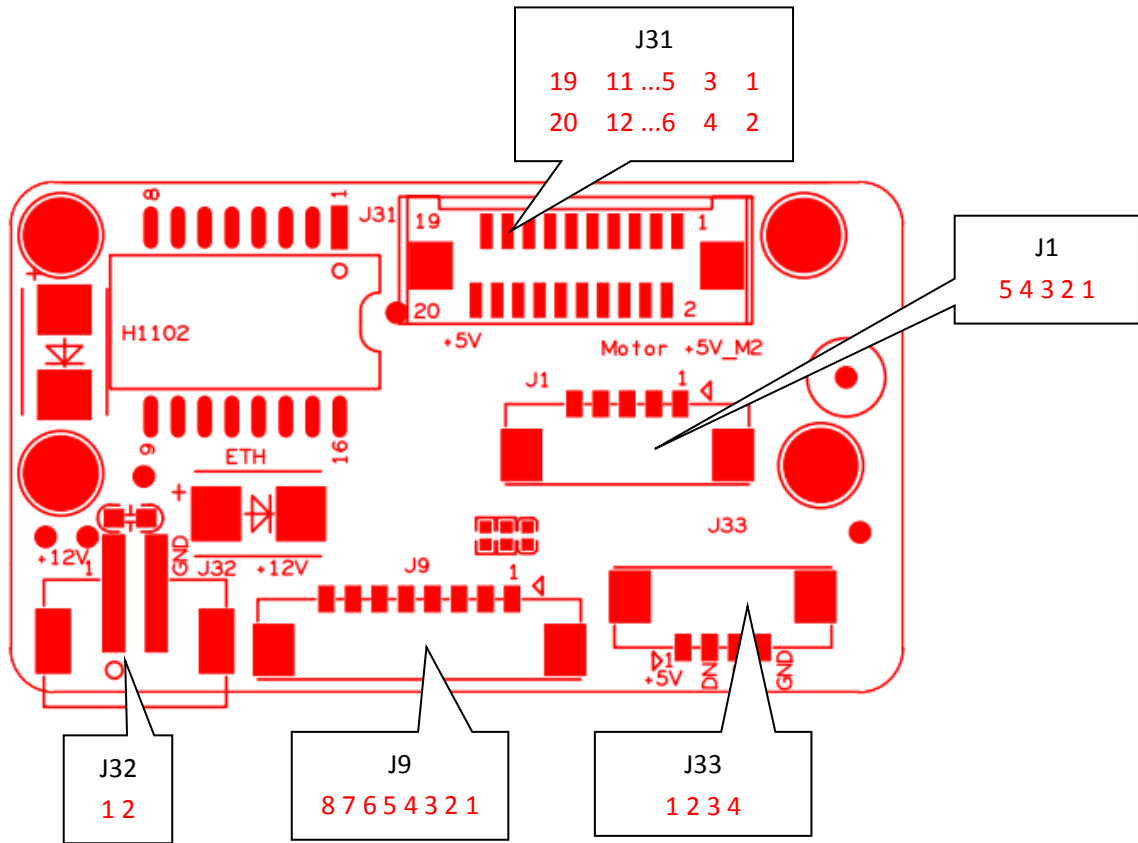 J31
19 11 ...5 3 1
20 12 ...6 4 2
8
1
J31
19
1
J1
5 4 3 2 1
+
H1102
20
2
+5V
Motor +5V_M2
J1
1
9
16
ETH
+
J33
+12V
1
GND
J32
+12V
J9
1
1
+5V
DN
GND
J32
1 2
J9
8 7 6 5 4 3 2 1
J33
1 2 3 4